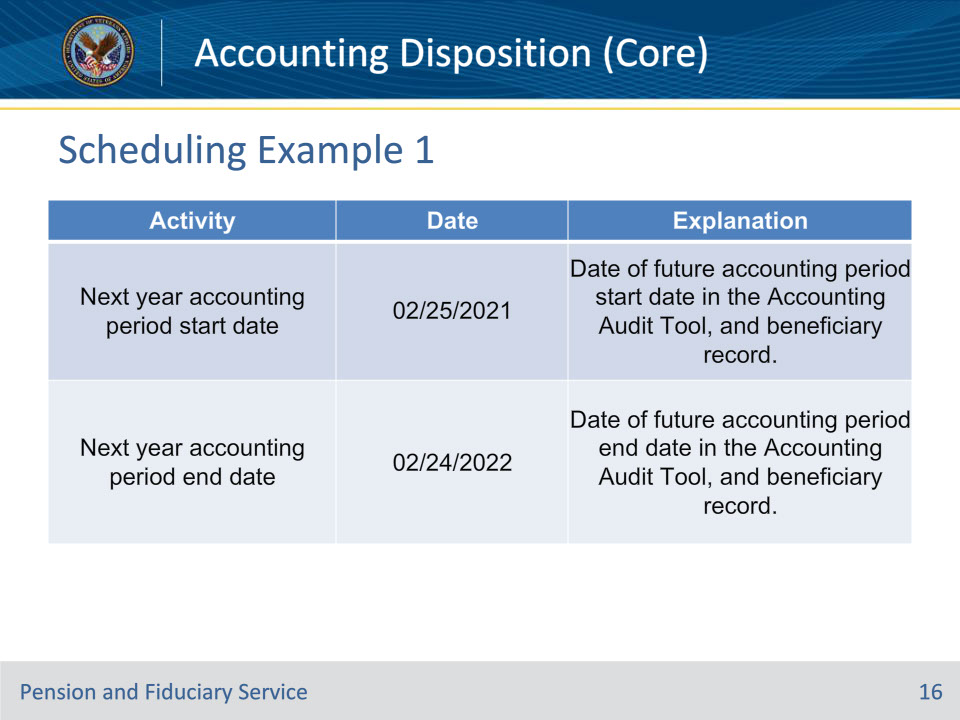 Accounting Disposition (Core)
Scheduling Example 1
Activity
Date
Explanation
Next year accounting
period start date
02/25/2021
Date of future accounting period
start date in the Accounting
Audit Tool, and beneficiary
record.
Next year accounting
period end date
02/24/2022
Date of future accounting period
end date in the Accounting
Audit Tool, and beneficiary
record.
Pension and Fiduciary Service
16